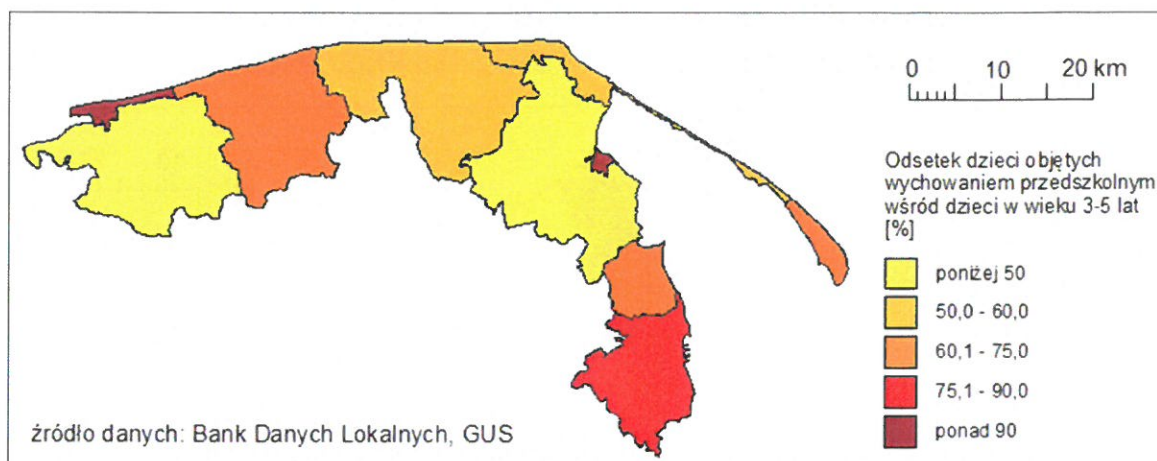 0 10 20 km
Odsetek dzieci objętych
wychowaniem przedszkolnym
wśród dzieci w wieku 3-5 lat
[%]
poniżej 50
50,0 - 60,0
60,1 - 75,0
75,1 - 90,0
ponad 90
źródło danych: Bank Danych Lokalnych, GUS